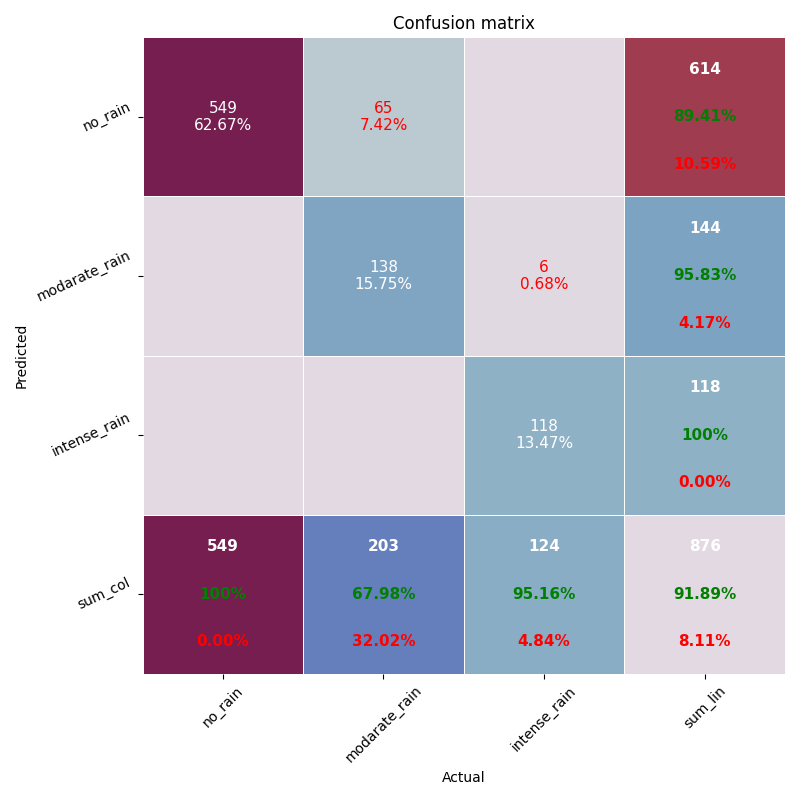 Confusion matrix
Predicted
no_rain
549
62.67%
65
7.42%
614
89.41%
10.59%
modarate_rain
138
15.75%
6
0.68%
144
95.83%
4.17%
intense_rain
118
13.47%
118
100%
0.00%
sum_col
549
100%
0.00%
203
67.98%
32.02%
124
95.16%
4.84%
876
91.89%
8.11%
no_rain
modarate_rain
intense_rain
sum_lin
Actual